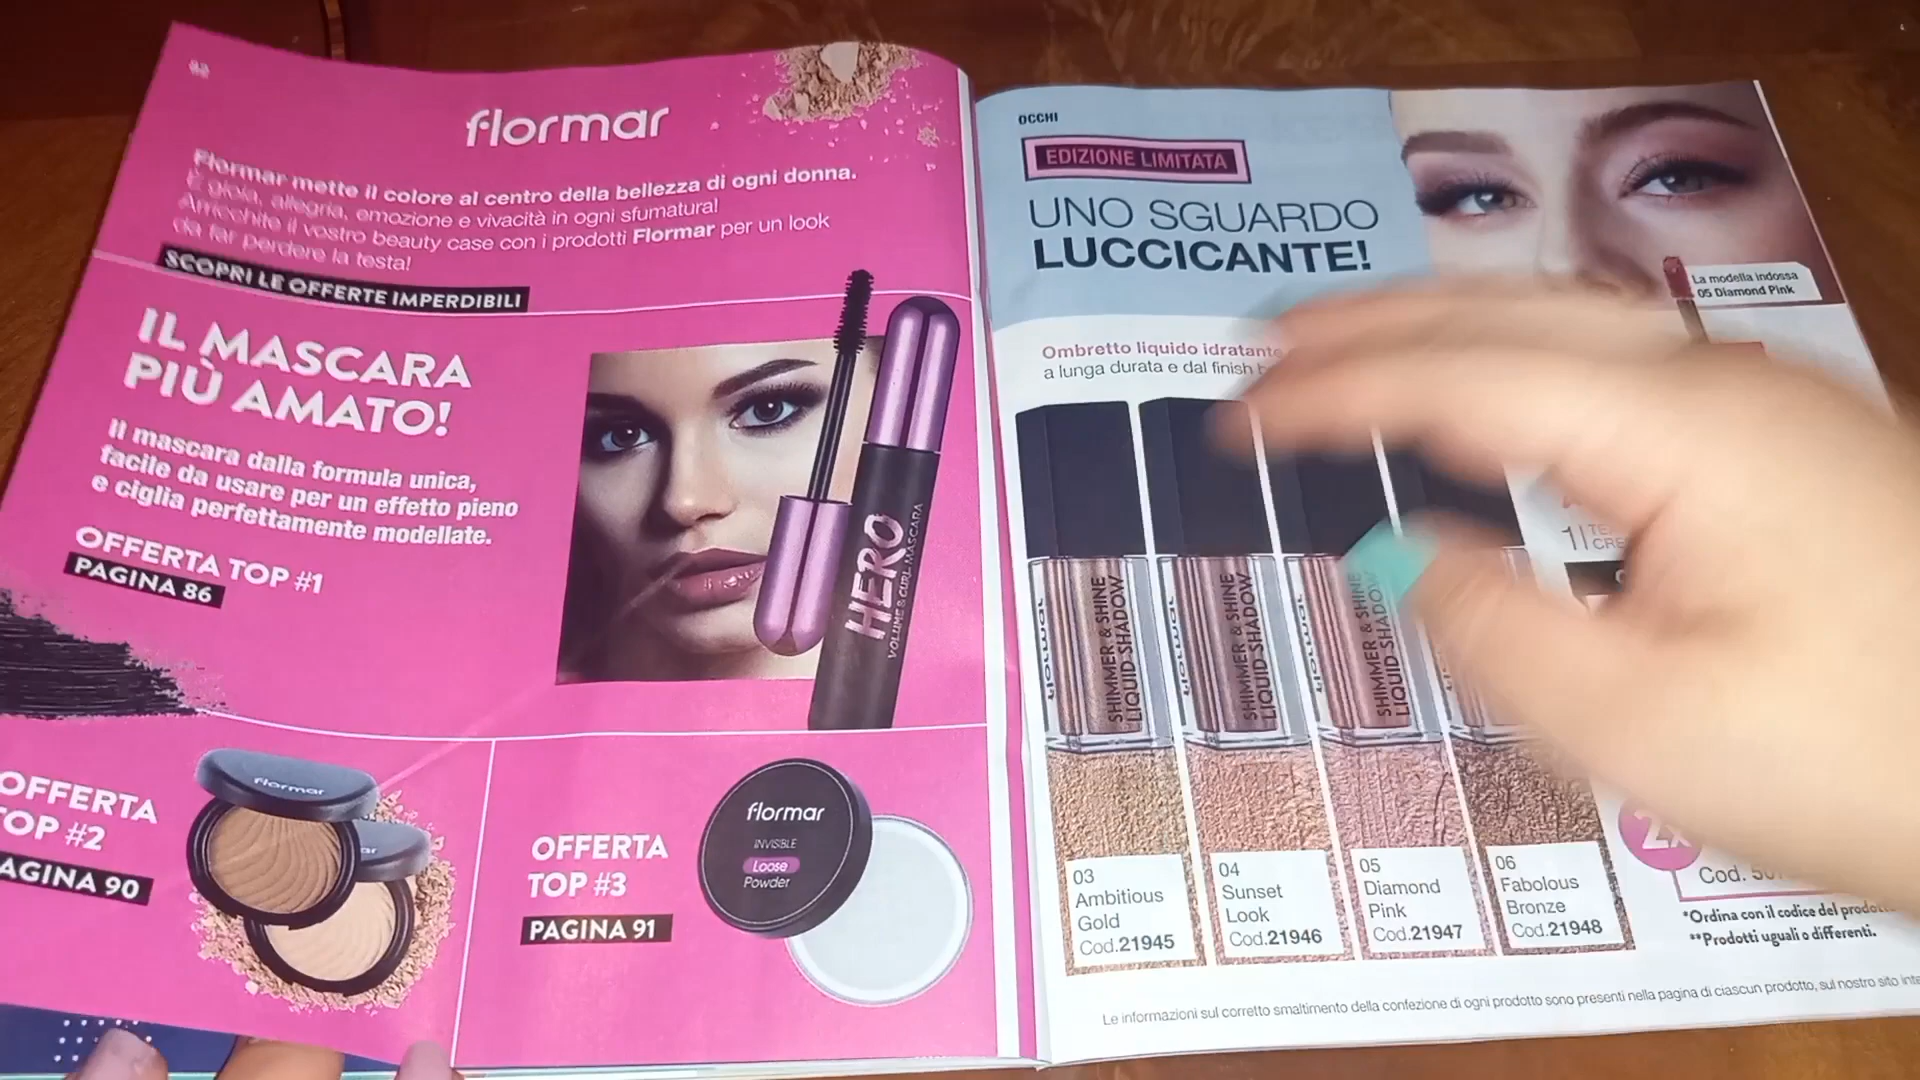 82
flormar
Flormar mette il colore al centro della bellezza di ogni donna.
È gioia, allegria, emozione e vivacità in ogni sfumatura!
Arricchite il vostro beauty case con i prodotti Flormar per un look
da far perdere la testa!
SCOPRI LE OFFERTE IMPERDIBILI
IL MASCARA
PIÙ AMATO!
Il mascara dalla formula unica,
facile da usare per un effetto pieno
e ciglia perfettamente modellate.
OFFERTA TOP #1
PAGINA 86
HERO
VOLUME & CURL MASCARA
OFFERTA
TOP #2
PAGINA 90
flormar
OFFERTA
TOP #3
PAGINA 91
flormar
INVISIBLE
Loose
Powder
OCCHI
EDIZIONE LIMITATA
UNO SGUARDO
LUCCICANTE!
La modella indossa
05 Diamond Pink
Ombretto liquido idratante
a lunga durata e dal finish
flormar
SHIMMER & SHINE
LIQUID SHADOW
flormar
SHIMMER & SHINE
LIQUID SHADOW
flormar
SHIMMER & SHINE
LIQUID SHADOW
03
Ambitious
Gold
Cod.21945
04
Sunset
Look
Cod.21946
05
Diamond
Pink
Cod.21947
06
Fabolous
Bronze
Cod.21948
Cod.
*Ordina con il codice del
**Prodotti uguali o differenti.
Le informazioni sul corretto smaltimento della confezione di ogni prodotto sono presenti nella pagina di ciascun prodotto, sul nostro sito